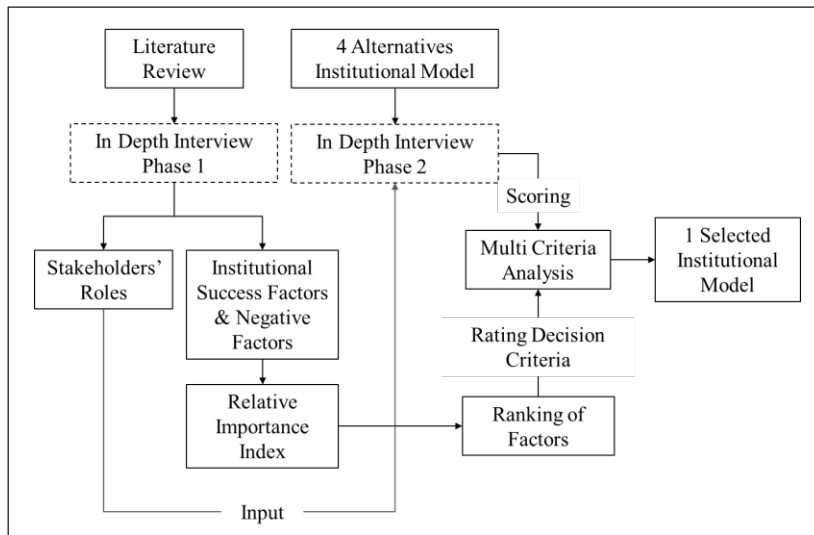 Literature
Review
4 Alternatives
Institutional Model
In Depth Interview
Phase 1
In Depth Interview
Phase 2
Scoring
Stakeholders’
Roles
Institutional
Success Factors
& Negative
Factors
Multi Criteria
Analysis
1 Selected
Institutional
Model
Rating Decision
Criteria
Relative
Importance
Index
Ranking of
Factors
Input